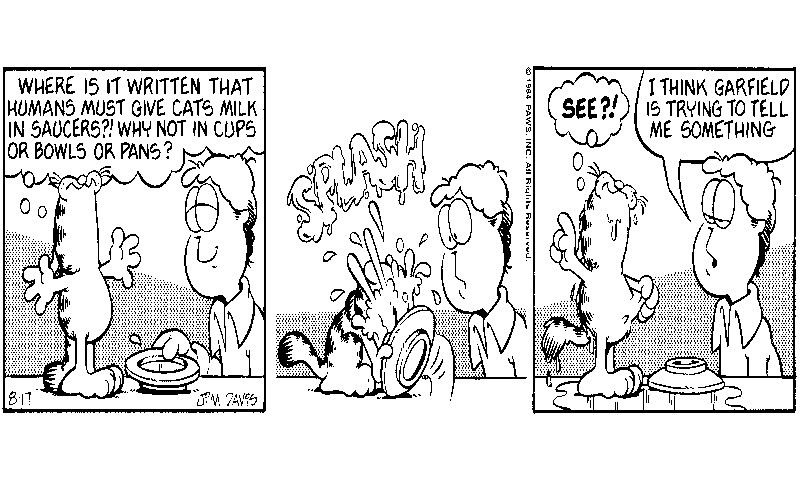 WHERE IS IT WRITTEN THAT
HUMANS MUST GIVE CATS MILK
IN SAUCERS?! WHY NOT IN CUPS
OR BOWLS OR PANS?
8-17
JIM DAVIS
SPLASH
© 1984 PAWS, INC. All Rights Reserved.
SEE?!
I THINK GARFIELD
IS TRYING TO TELL
ME SOMETHING